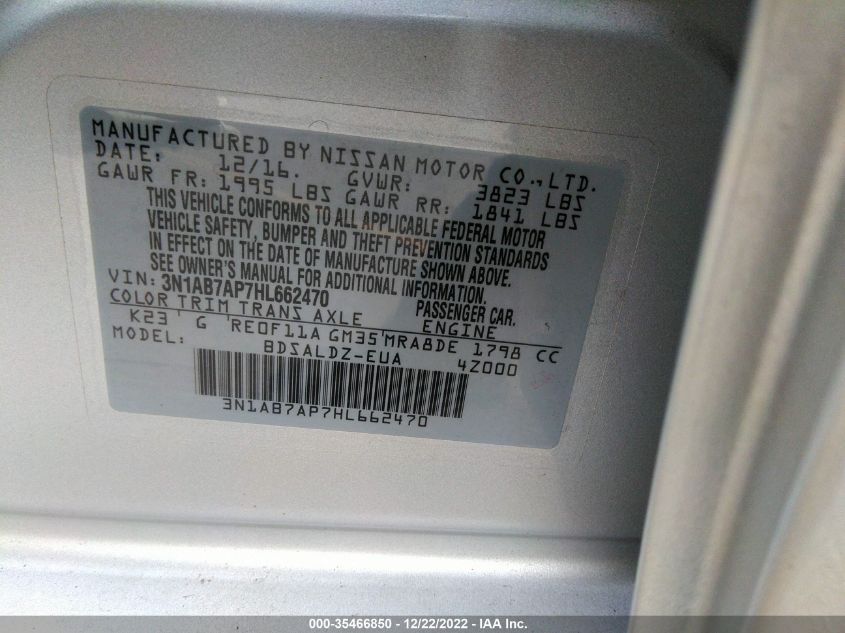 MANUFACTURED BY NISSAN MOTOR CO.,LTD.
DATE: 12/16. GVWR: 3823 LBS
GAWR FR: 1995 LBS GAWR RR: 1841 LBS
THIS VEHICLE CONFORMS TO ALL APPLICABLE FEDERAL MOTOR
VEHICLE SAFETY, BUMPER AND THEFT PREVENTION STANDARDS
IN EFFECT ON THE DATE OF MANUFACTURE SHOWN ABOVE.
SEE OWNER'S MANUAL FOR ADDITIONAL INFORMATION.
VIN: 3N1AB7AP7HL662470 PASSENGER CAR.
COLOR TRIM TRANS AXLE ENGINE
K23 G RE0F11A GM35 MRA8DE 1798 CC
MODEL: BDSALDZ-EUA 4Z000
3N1AB7AP7HL662470
000-35466850 - 12/22/2022 - IAA Inc.